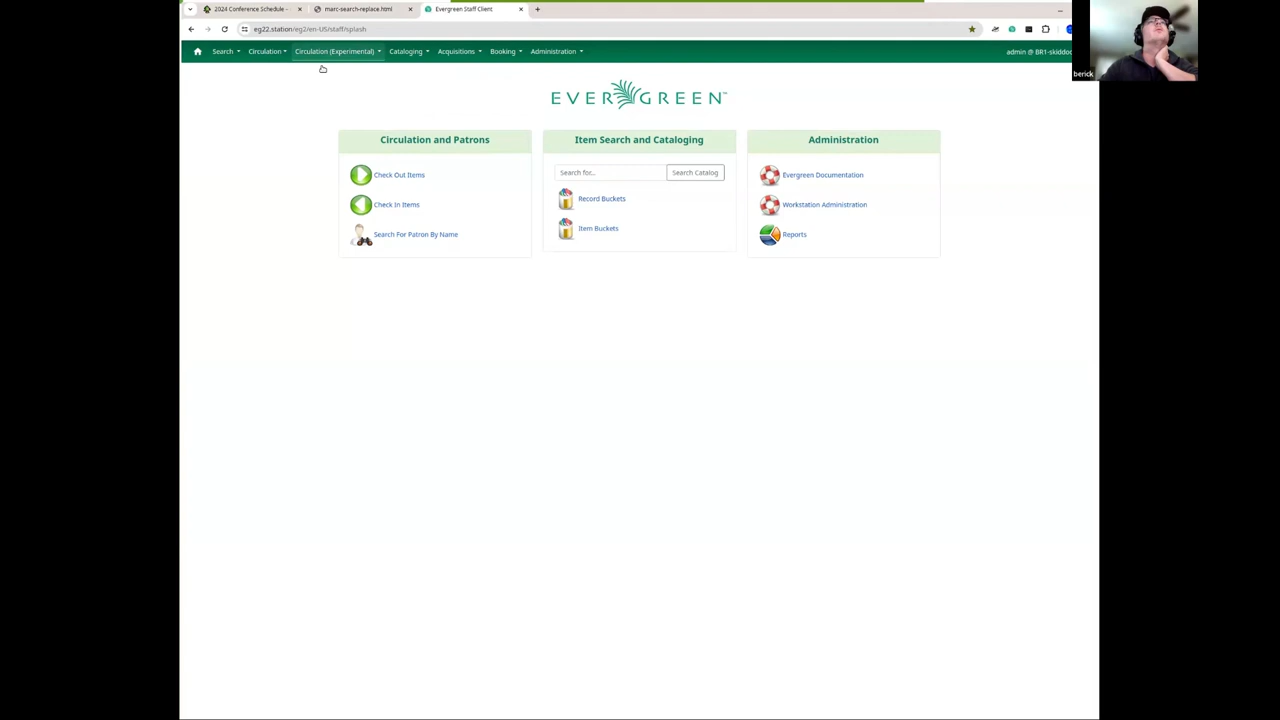 2024 Conference Schedule -
marc-search-replace.html
Evergreen Staff Client
eg22.station/eg2/en-US/staff/splash
Search
Circulation
Circulation (Experimental)
Cataloging
Acquisitions
Booking
Administration
admin @ BR1-skiddoo
berick
EVERGREEN™
Circulation and Patrons
Check Out Items
Check In Items
Search For Patron By Name
Item Search and Cataloging
Search for...
Search Catalog
Record Buckets
Item Buckets
Administration
Evergreen Documentation
Workstation Administration
Reports